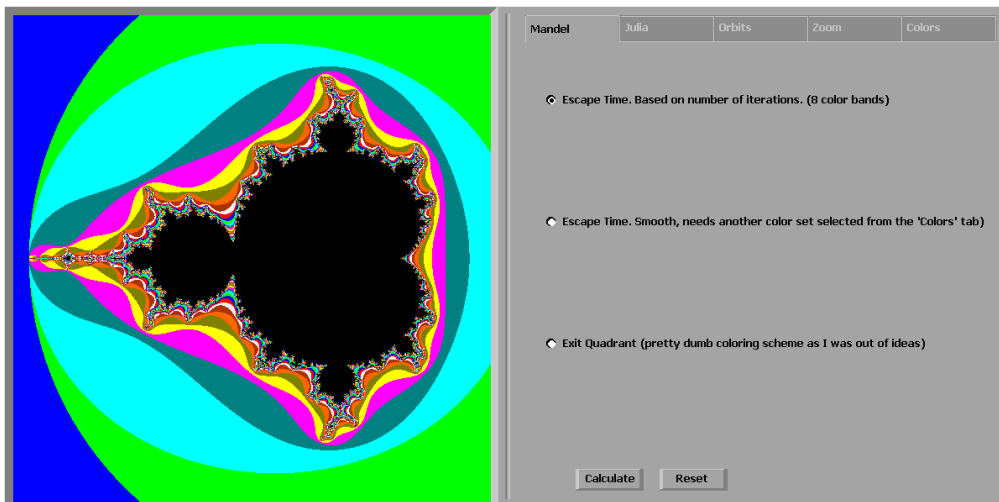 Mandel Julia Orbits Zoom Colors
Escape Time. Based on number of iterations. (8 color bands)
Escape Time. Smooth, needs another color set selected from the 'Colors' tab)
Exit Quadrant (pretty dumb coloring scheme as I was out of ideas)
Calculate Reset